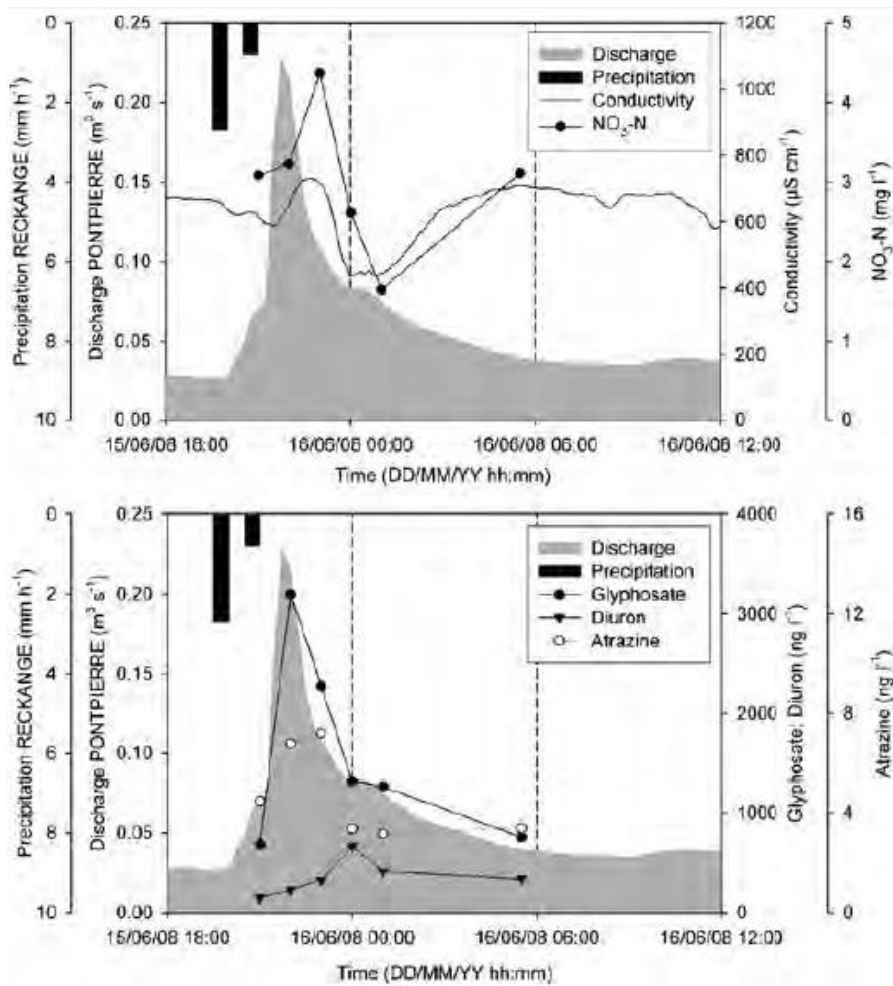 0 0.25 1200 5
Discharge
Precipitation
Conductivity
NO3-N
2 0.20 1000 4
4 0.15 800 3
600
6 0.10 400 2
8 0.05 200 1
10 0.00 0 0
Precipitation RECKANGE (mm h⁻¹)
Discharge PONTPIERRE (m³ s⁻¹)
Conductivity (µS cm⁻¹)
NO3-N (mg l⁻¹)
15/06/08 18:00 16/06/08 00:00 16/06/08 06:00 16/06/08 12:00
Time (DD/MM/YY hh:mm)
0 0.25 4000 16
Discharge
Precipitation
Glyphosate
Diuron
Atrazine
2 0.20 3000 12
4 0.15
2000 8
6 0.10
8 0.05 1000 4
10 0.00 0 0
Precipitation RECKANGE (mm h⁻¹)
Discharge PONTPIERRE (m³ s⁻¹)
Glyphosate; Diuron (ng l⁻¹)
Atrazine (ng l⁻¹)
15/06/08 18:00 16/06/08 00:00 16/06/08 06:00 16/06/08 12:00
Time (DD/MM/YY hh:mm)